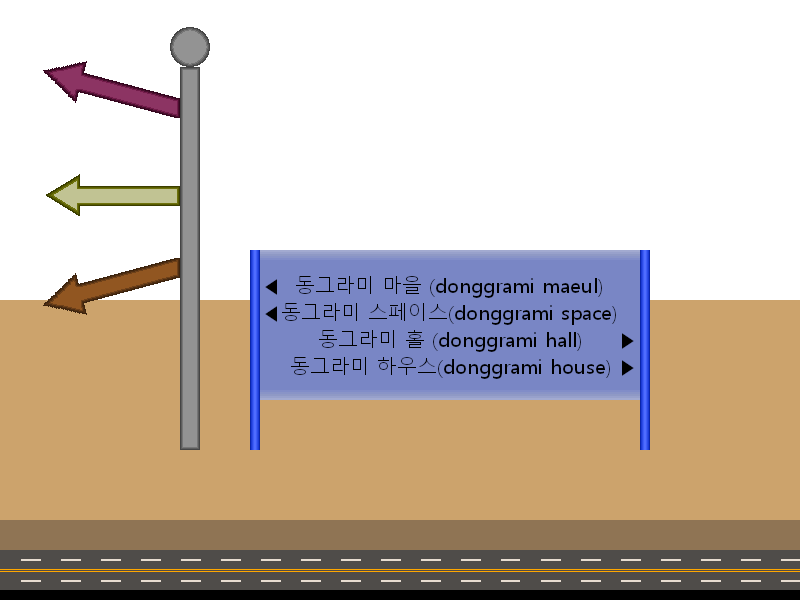 ◀ 동그라미 마을 (donggrami maeul)
◀동그라미 스페이스(donggrami space)
동그라미 홀 (donggrami hall) ▶
동그라미 하우스(donggrami house) ▶